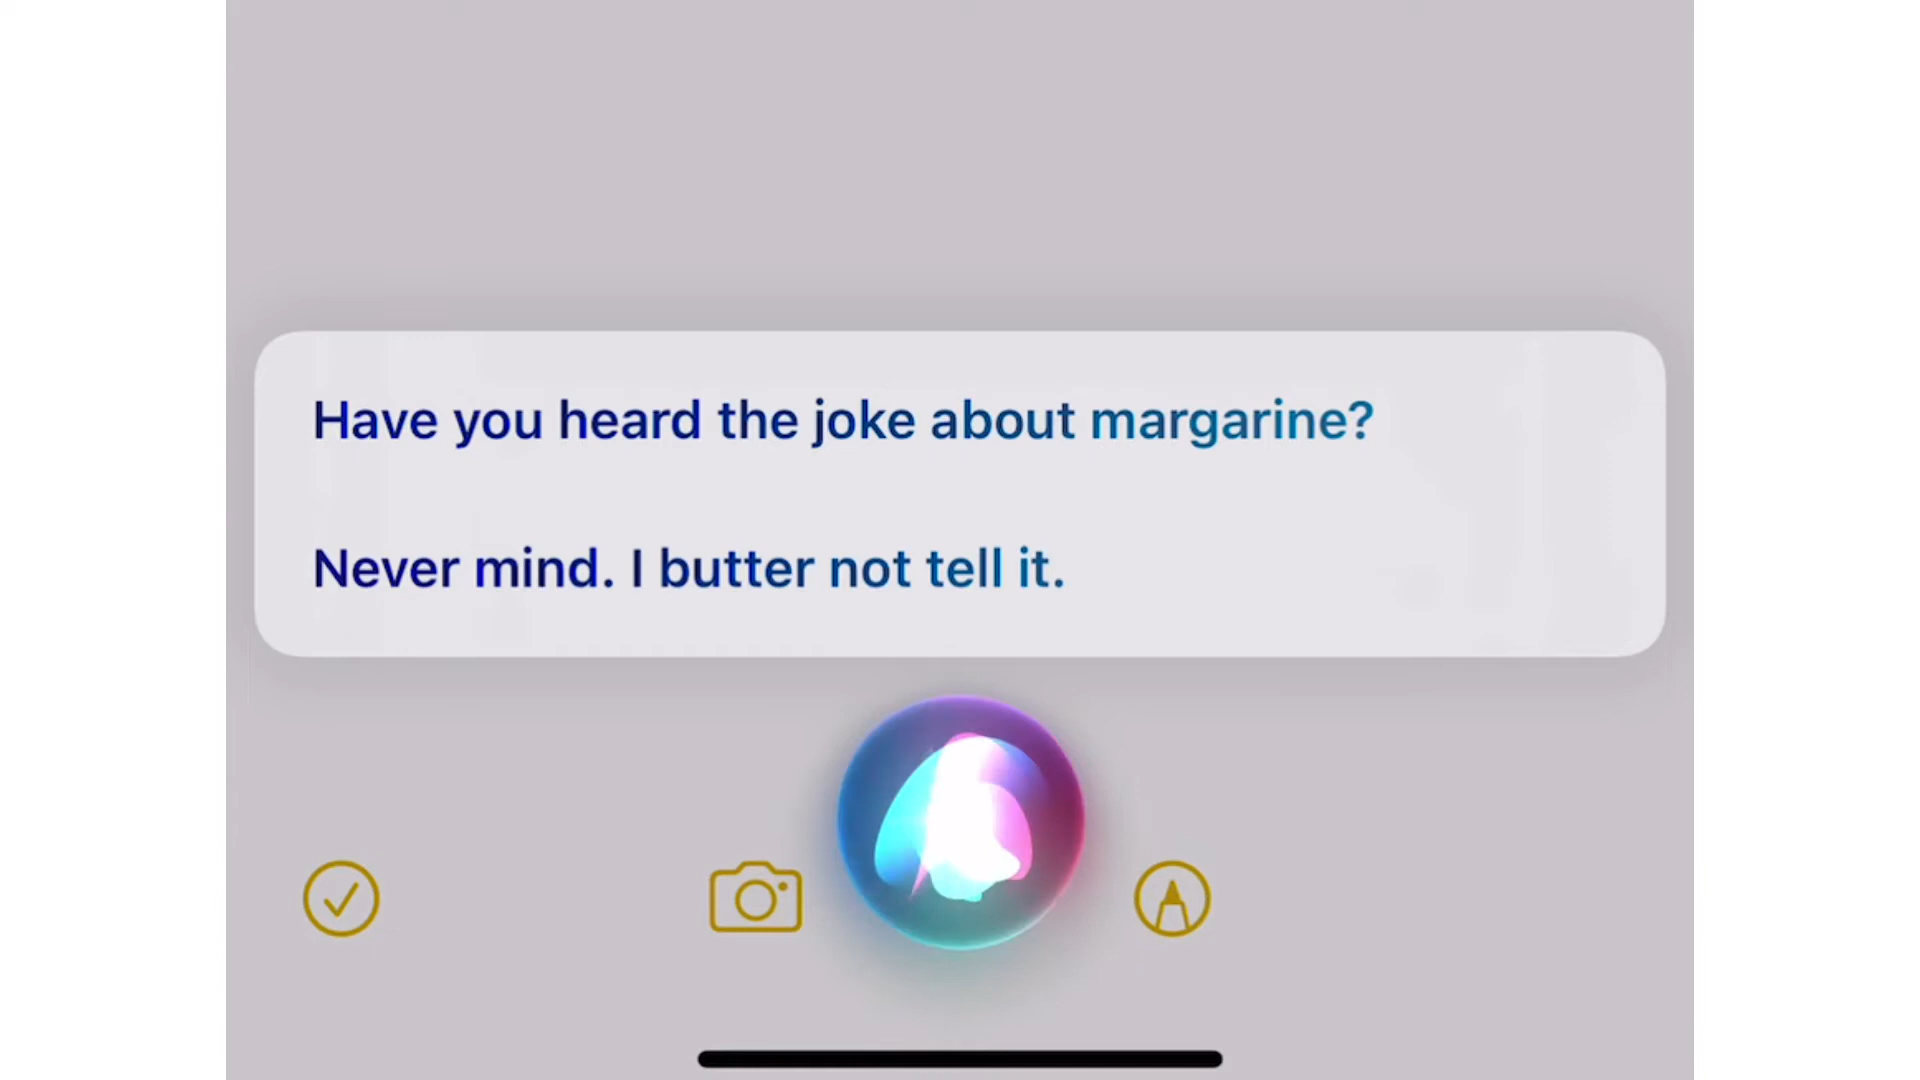 Have you heard the joke about margarine?
Never mind. I butter not tell it.